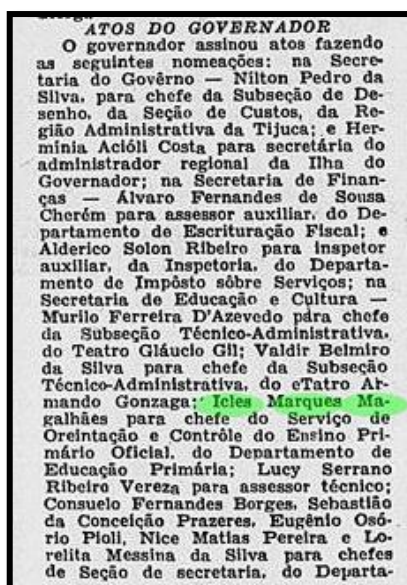 ATOS DO GOVERNADOR
O governador assinou atos fazendo
as seguintes nomeações: na Secre-
taria do Govêrno — Nilton Pedro da
Silva, para chefe da Subseção de De-
senho, da Seção de Custos, da Re-
gião Administrativa da Tijuca; e Her-
mínia Acióli Costa para secretária do
administrador regional da Ilha do
Governador; na Secretaria de Finan-
ças — Álvaro Fernandes de Sousa
Cherém para assessor auxiliar, do De-
partamento de Escrituração Fiscal; e
Alderico Solon Ribeiro para inspetor
auxiliar, da Inspetoria, do Departa-
mento de Impôsto sôbre Serviços; na
Secretaria de Educação e Cultura —
Murilo Ferreira D'Azevedo para chefe
da Subseção Técnico-Administrativa,
do Teatro Gláucio Gil; Valdir Belmiro
da Silva para chefe da Subseção
Técnico-Administrativa, do eTatro Ar-
mando Gonzaga; Icles Marques Ma-
galhães para chefe do Serviço de
Oreintação e Contrôle do Ensino Pri-
mário Oficial, do Departamento de
Educação Primária; Lucy Serrano
Ribeiro Vereza para assessor técnico;
Consuelo Fernandes Borges, Sebastião
da Conceição Prazeres, Eugênio Osó-
rio Pioli, Nice Matias Pereira e Lo-
relita Messina da Silva para chefes
de Seção de secretaria, do Departa-